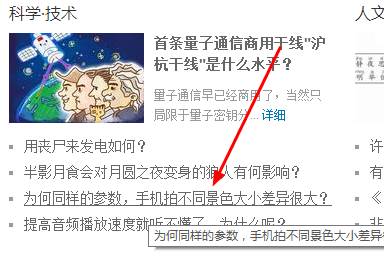 科学·技术
人文
首条量子通信商用干线"沪
杭干线"是什么水平？
量子通信早已经商用了，当然只
局限于量子密钥分... 详细
用丧尸来发电如何？
许
半影月食会对月圆之夜变身的狼人有何影响？
有
为何同样的参数，手机拍不同景色大小差异很大？
《
提高音频播放速度就听不懂了，为什么呢？
非
为何同样的参数，手机拍不同景色大小差异很